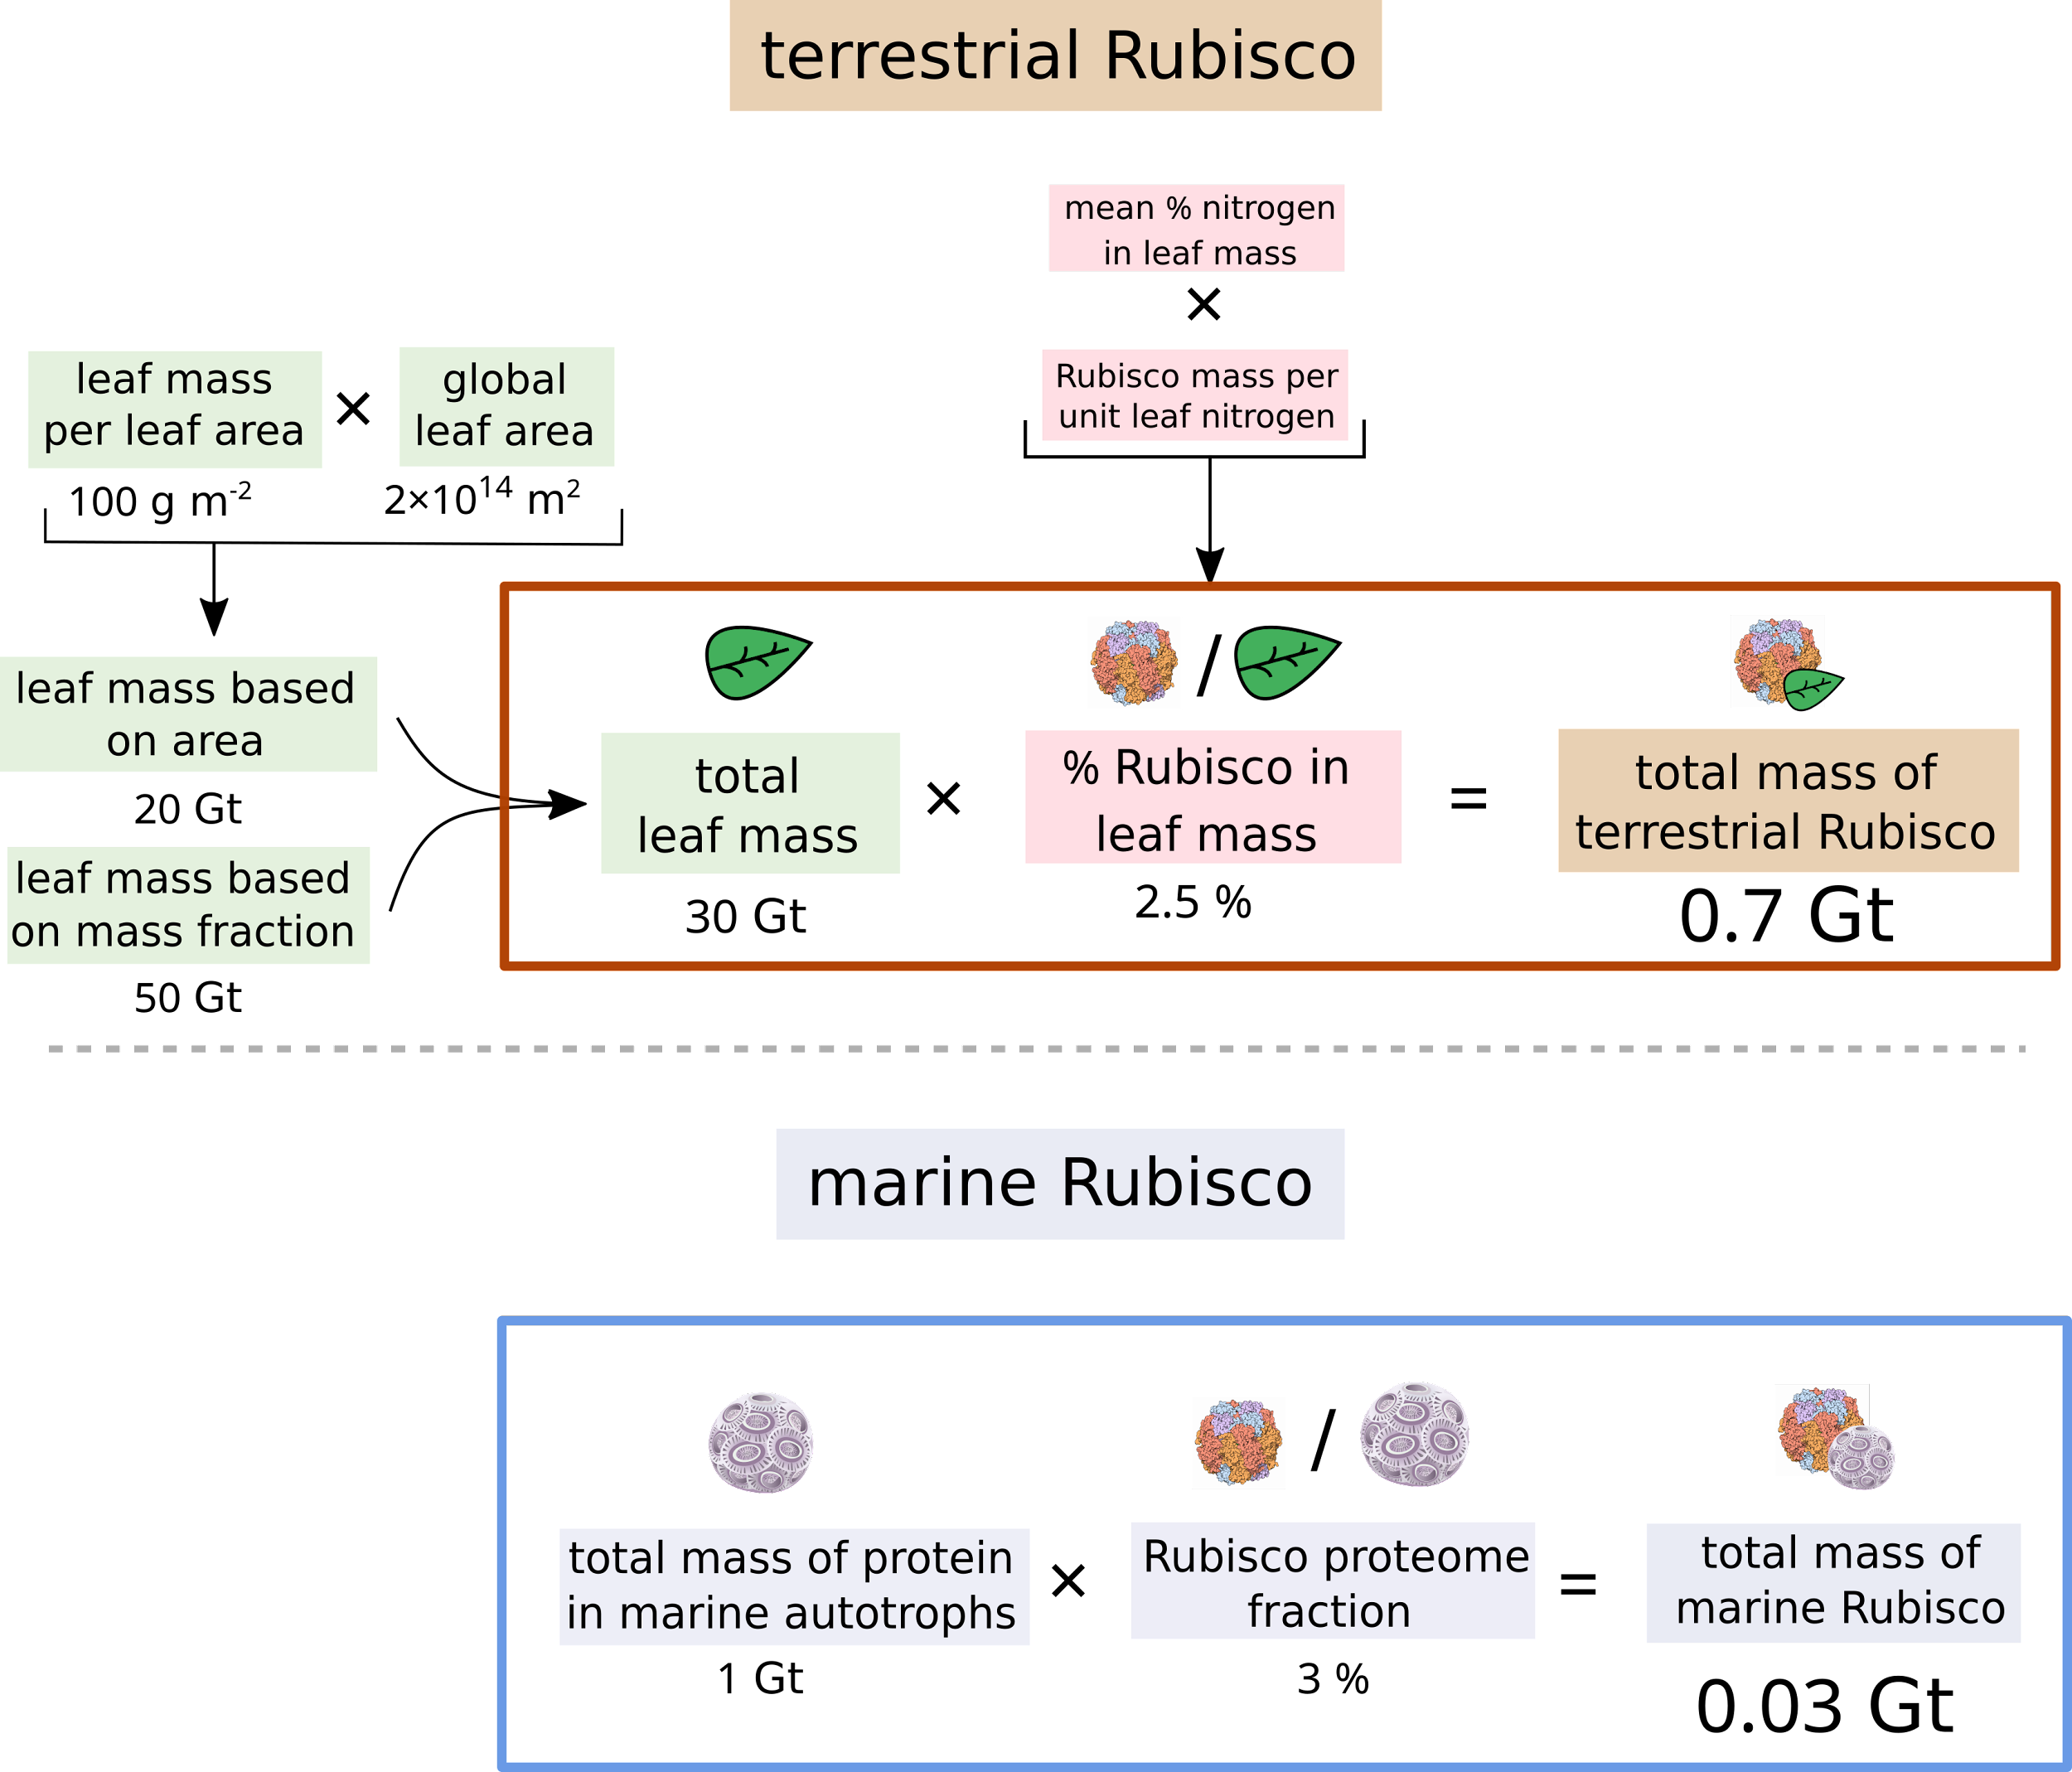 terrestrial Rubisco
mean % nitrogen
in leaf mass
×
Rubisco mass per
unit leaf nitrogen
leaf mass
per leaf area
×
global
leaf area
100 g m⁻²
2×10¹⁴ m²
leaf mass based
on area
20 Gt
leaf mass based
on mass fraction
50 Gt
/
total
leaf mass
×
% Rubisco in
leaf mass
=
total mass of
terrestrial Rubisco
30 Gt
2.5 %
0.7 Gt
marine Rubisco
/
total mass of protein
in marine autotrophs
×
Rubisco proteome
fraction
=
total mass of
marine Rubisco
1 Gt
3 %
0.03 Gt